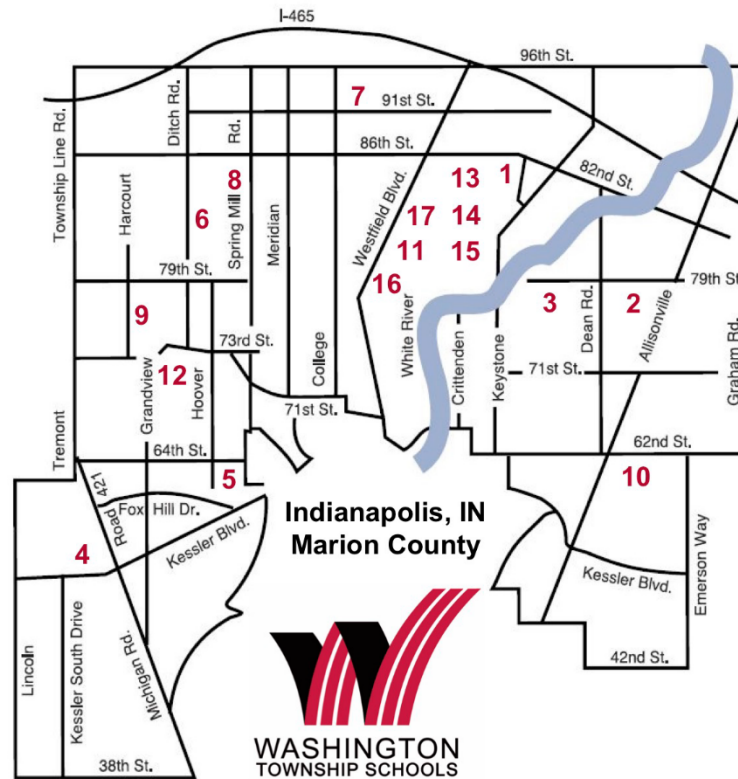 I-465
96th St.
7
91st St.
86th St.
Township Line Rd.
Ditch Rd.
Rd.
Spring Mill
8
Harcourt
6
Meridian
Westfield Blvd.
13
1
82nd St.
17
14
11
15
16
79th St.
9
3
Dean Rd.
2
79th St.
Allisonville
Graham Rd.
White River
Crittenden
Keystone
73rd St.
12
Grandview
Hoover
College
71st St.
71st St.
Tremont
64th St.
62nd St.
5
10
Road 421
Fox Hill Dr.
4
Kessler Blvd.
Indianapolis, IN
Marion County
Kessler Blvd.
Emerson Way
Lincoln
Kessler South Drive
Michigan Rd.
42nd St.
38th St.
WASHINGTON
TOWNSHIP SCHOOLS